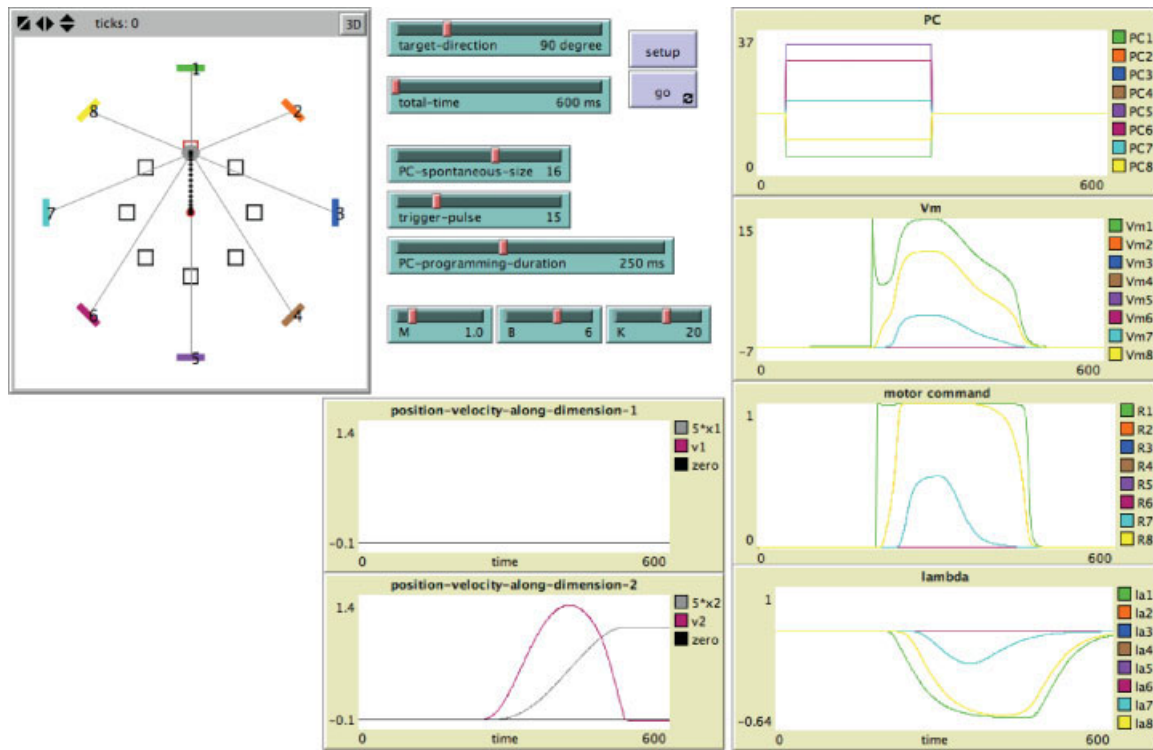 ticks: 0
3D
1
2
3
4
5
6
7
8
target-direction 90 degree
total-time 600 ms
setup
go
PC-spontaneous-size 16
trigger-pulse 15
PC-programming-duration 250 ms
M 1.0
B 6
K 20
PC
37
0
0
600
PC1
PC2
PC3
PC4
PC5
PC6
PC7
PC8
Vm
15
-7
0
600
Vm1
Vm2
Vm3
Vm4
Vm5
Vm6
Vm7
Vm8
motor command
1
0
0
600
R1
R2
R3
R4
R5
R6
R7
R8
position-velocity-along-dimension-1
1.4
-0.1
0
time
600
5*x1
v1
zero
position-velocity-along-dimension-2
1.4
-0.1
0
time
600
5*x2
v2
zero
lambda
1
-0.64
0
time
600
la1
la2
la3
la4
la5
la6
la7
la8